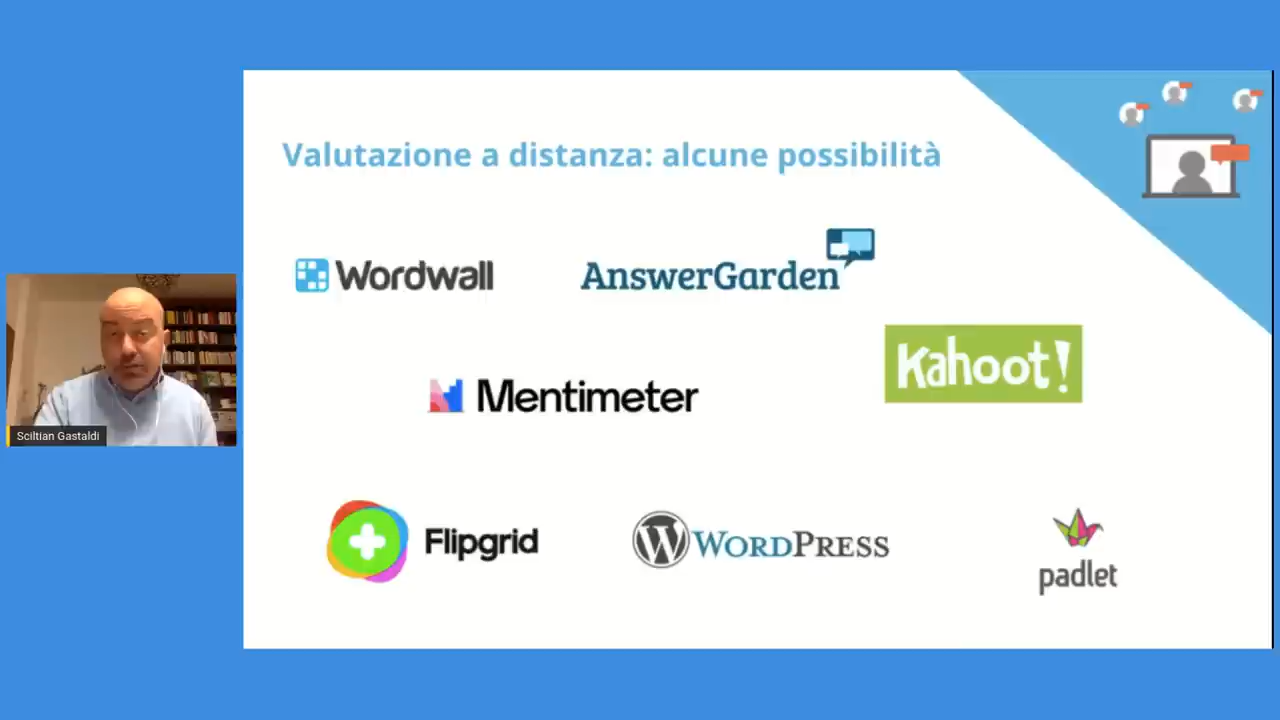 Valutazione a distanza: alcune possibilità
Wordwall
AnswerGarden
Kahoot!
Mentimeter
Flipgrid
WORDPRESS
padlet
Sciltian Gastaldi